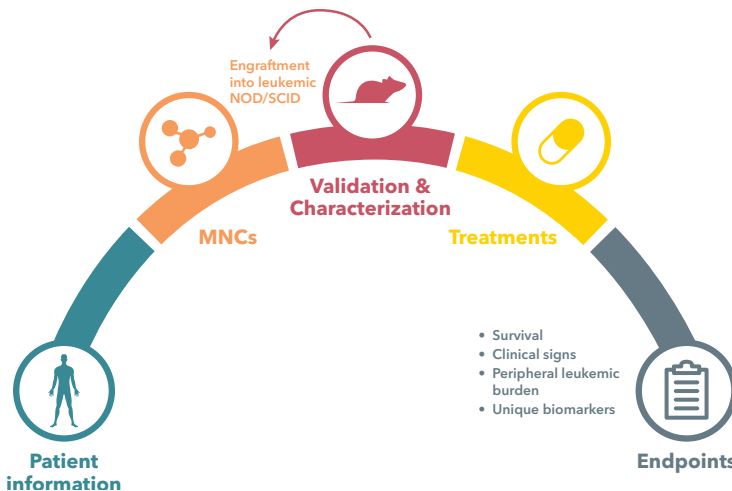 Engraftment
into leukemic
NOD/SCID
Validation &
Characterization
MNCs
Treatments
• Survival
• Clinical signs
• Peripheral leukemic
burden
• Unique biomarkers
Patient
information
Endpoints